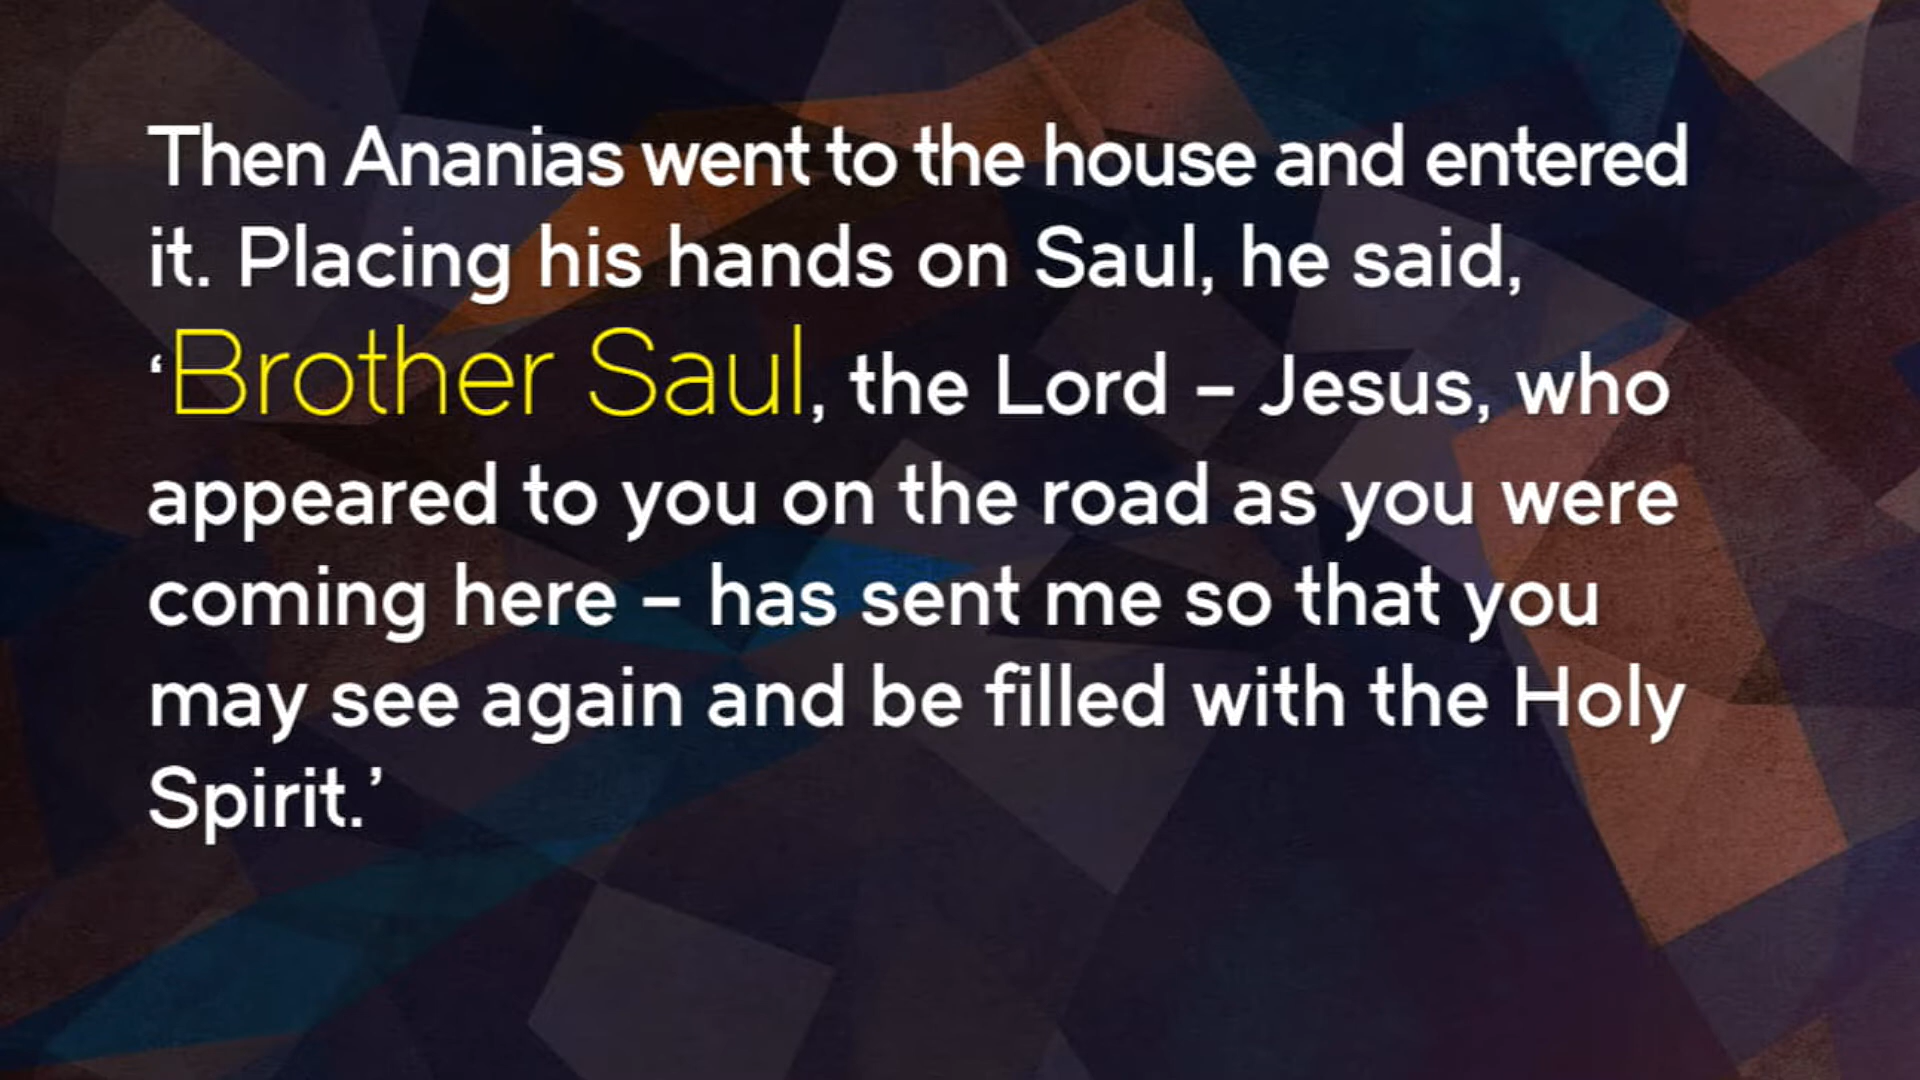 Then Ananias went to the house and entered
it. Placing his hands on Saul, he said,
‘Brother Saul, the Lord – Jesus, who
appeared to you on the road as you were
coming here – has sent me so that you
may see again and be filled with the Holy
Spirit.’